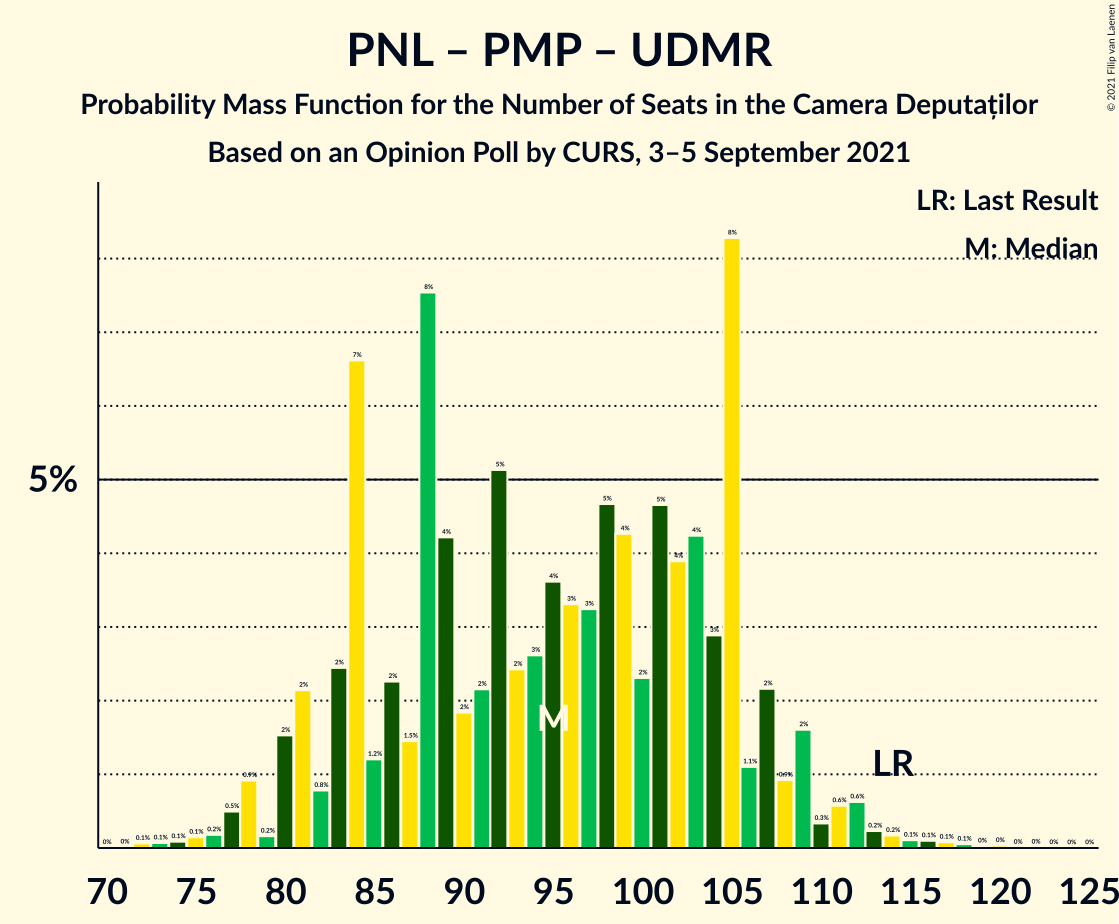 PNL – PMP – UDMR
Probability Mass Function for the Number of Seats in the Camera Deputaților
Based on an Opinion Poll by CURS, 3–5 September 2021
© 2021 Filip van Laenen
LR: Last Result
M: Median
5%
0% 0% 0.1% 0.1% 0.1% 0.1% 0.2% 0.5% 0.9% 0.2% 2% 2% 0.8% 2% 7% 1.2% 2% 1.5% 8% 4% 2% 2% 5% 2% 3% 4% 3% 3% 5% 4% 2% 5% 4% 4% 3% 8% 1.1% 2% 0.9% 2% 0.3% 0.6% 0.6% 0.2% 0.2% 0.1% 0.1% 0.1% 0.1% 0% 0% 0% 0% 0% 0% 0%
M
LR
70 75 80 85 90 95 100 105 110 115 120 125